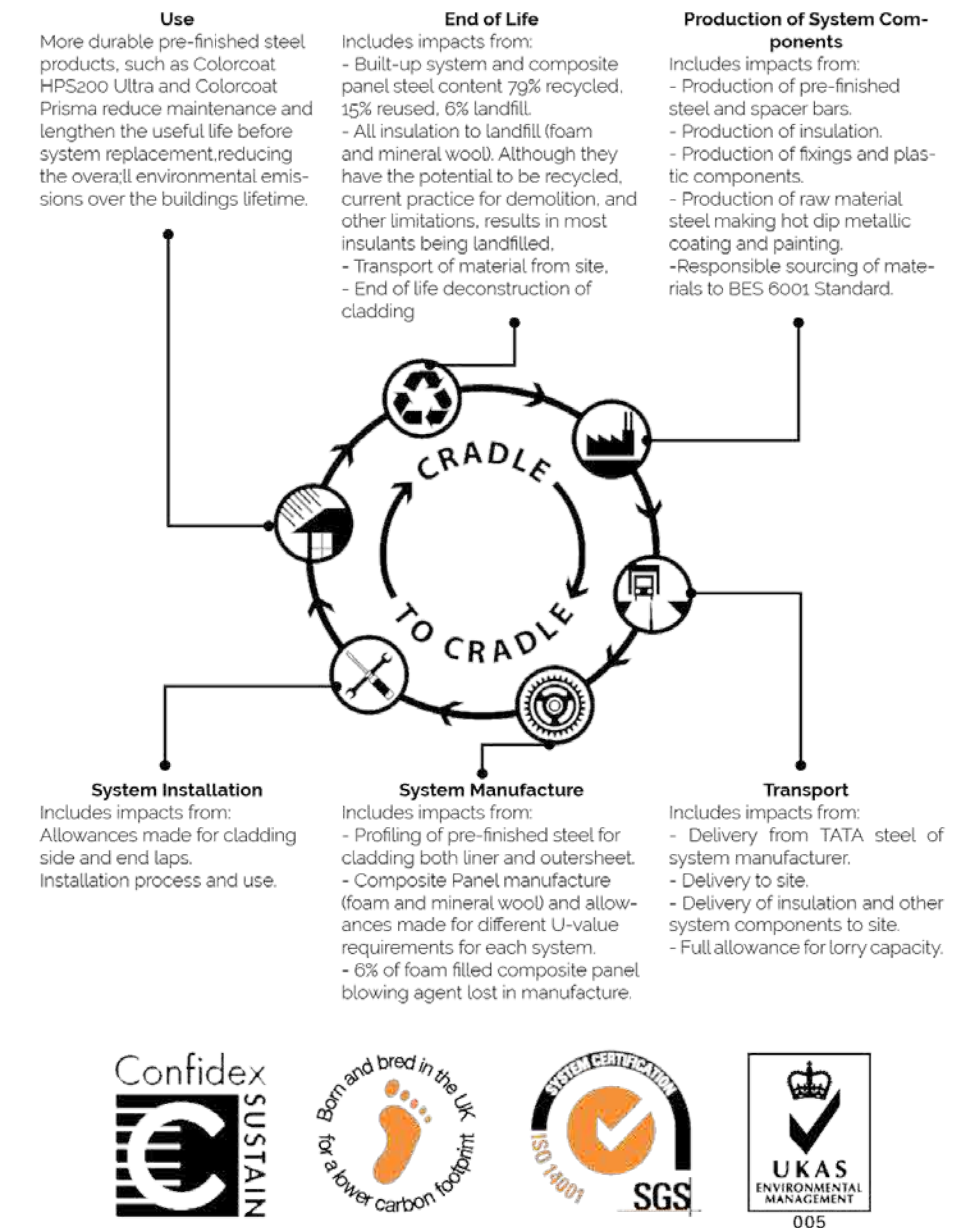 Use
More durable pre-finished steel
products, such as Colorcoat
HPS200 Ultra and Colorcoat
Prisma reduce maintenance and
lengthen the useful life before
system replacement,reducing
the overa;ll environmental emis-
sions over the buildings lifetime.
End of Life
Includes impacts from:
- Built-up system and composite
panel steel content 79% recycled,
15% reused, 6% landfill.
- All insulation to landfill (foam
and mineral wool). Although they
have the potential to be recycled,
current practice for demolition, and
other limitations, results in most
insulants being landfilled,
- Transport of material from site,
- End of life deconstruction of
cladding
Production of System Com-
ponents
Includes impacts from:
- Production of pre-finished
steel and spacer bars.
- Production of insulation.
- Production of fixings and plas-
tic components.
- Production of raw material
steel making hot dip metallic
coating and painting.
-Responsible sourcing of mate-
rials to BES 6001 Standard.
CRADLE
TO CRADLE
System Installation
Includes impacts from:
Allowances made for cladding
side and end laps.
Installation process and use.
System Manufacture
Includes impacts from:
- Profiling of pre-finished steel for
cladding both liner and outersheet.
- Composite Panel manufacture
(foam and mineral wool) and allow-
ances made for different U-value
requirements for each system.
- 6% of foam filled composite panel
blowing agent lost in manufacture.
Transport
Includes impacts from:
- Delivery from TATA steel of
system manufacturer.
- Delivery to site.
- Delivery of insulation and other
system components to site.
- Full allowance for lorry capacity.
Confidex
SUSTAIN
Born and bred in the UK
for a lower carbon footprint
SYSTEM CERTIFICATION
ISO 14001
SGS
UKAS
ENVIRONMENTAL
MANAGEMENT
005